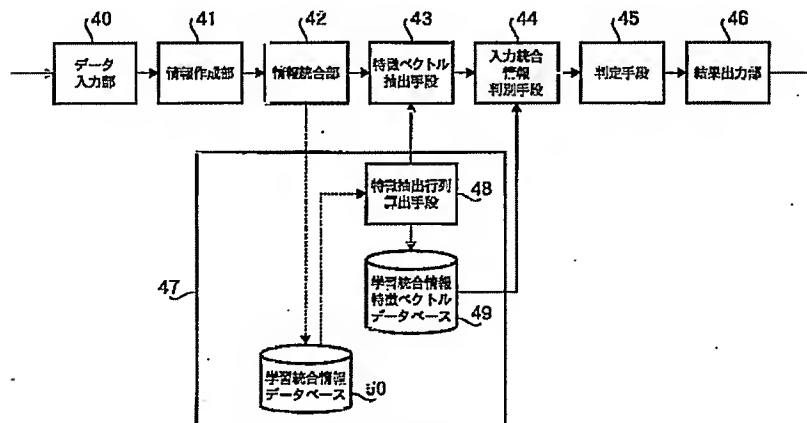 40
41
42
43
44
45
46
データ
入力部
情報作成部
情報統合部
特徴ベクトル
抽出手段
入力統合
情報
判別手段
判定手段
結果出力部
特徴抽出行列
算出手段
48
47
学習統合情報
特徴ベクトル
データベース
49
学習統合情報
データベース
50